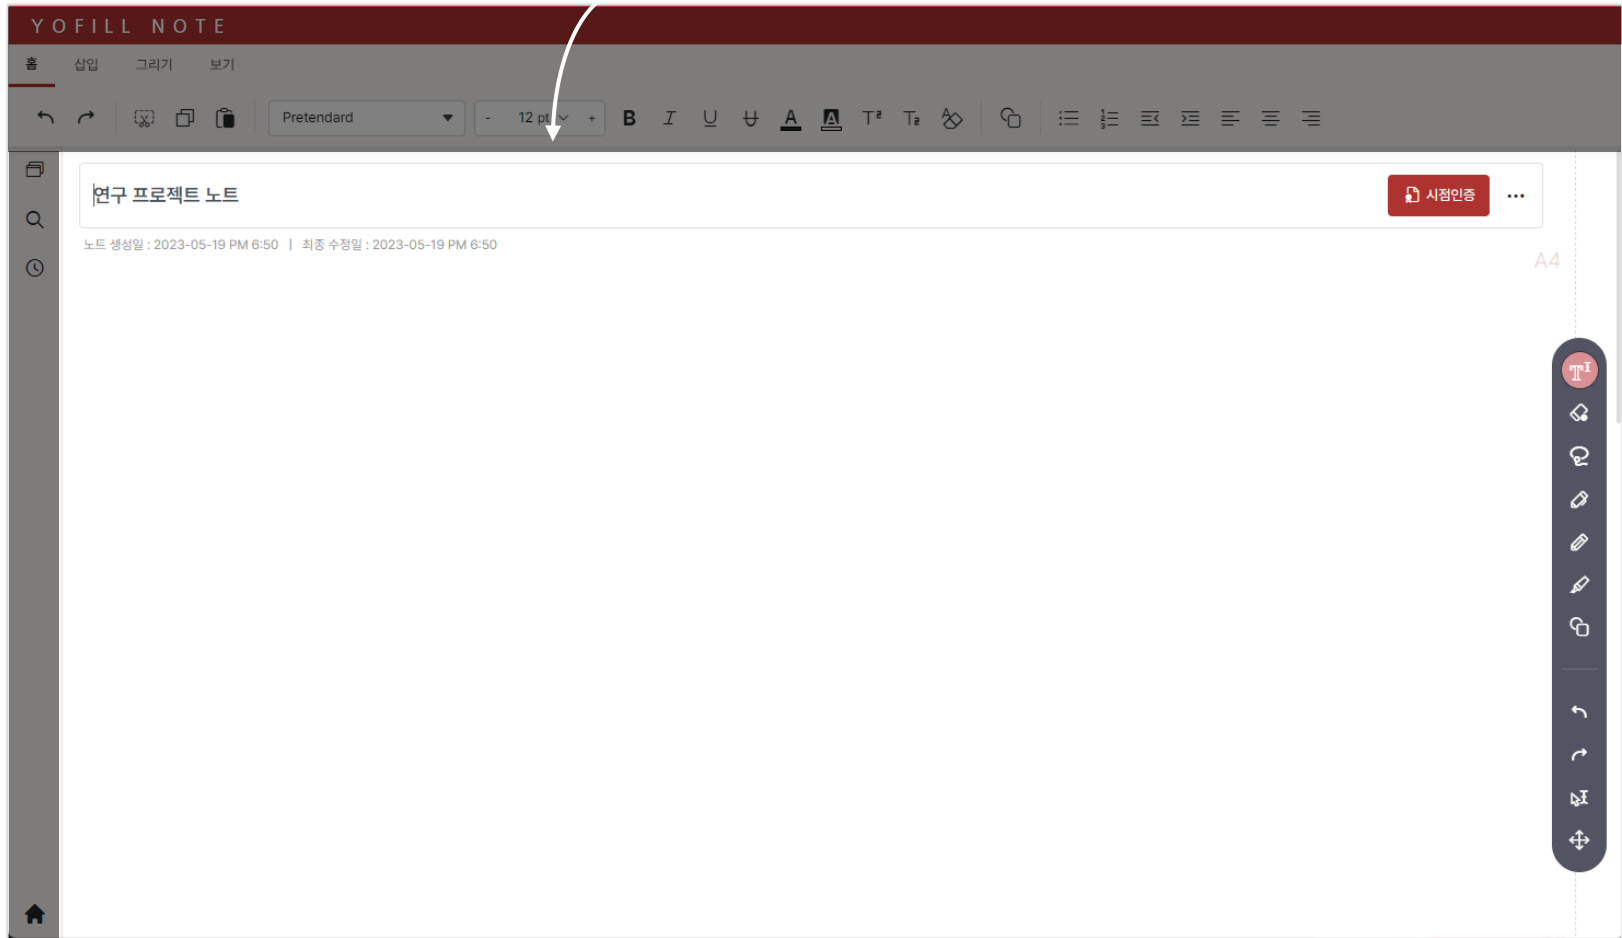 YOFILL NOTE
홈 삽입 그리기 보기
Pretendard - 12 pt +
연구 프로젝트 노트 시점인증
노트 생성일 : 2023-05-19 PM 6:50 | 최종 수정일 : 2023-05-19 PM 6:50
A4